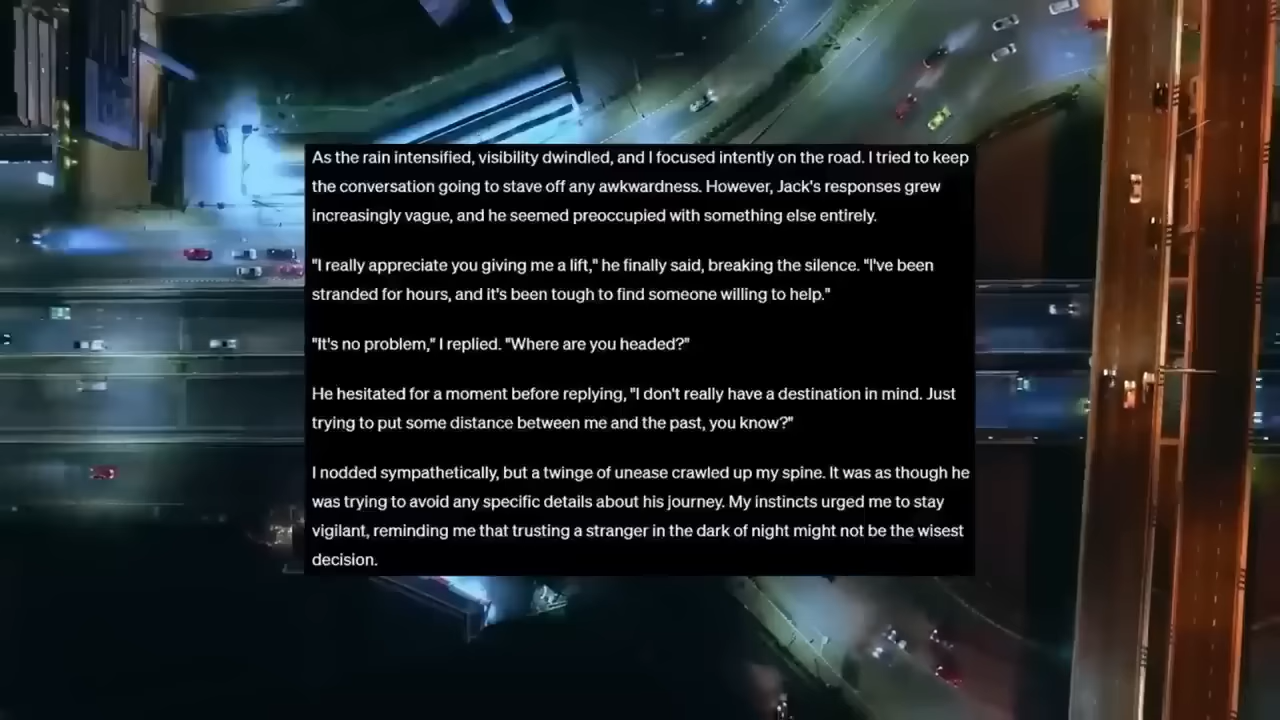 As the rain intensified, visibility dwindled, and I focused intently on the road. I tried to keep
the conversation going to stave off any awkwardness. However, Jack's responses grew
increasingly vague, and he seemed preoccupied with something else entirely.
"I really appreciate you giving me a lift," he finally said, breaking the silence. "I've been
stranded for hours, and it's been tough to find someone willing to help."
"It's no problem," I replied. "Where are you headed?"
He hesitated for a moment before replying, "I don't really have a destination in mind. Just
trying to put some distance between me and the past, you know?"
I nodded sympathetically, but a twinge of unease crawled up my spine. It was as though he
was trying to avoid any specific details about his journey. My instincts urged me to stay
vigilant, reminding me that trusting a stranger in the dark of night might not be the wisest
decision.